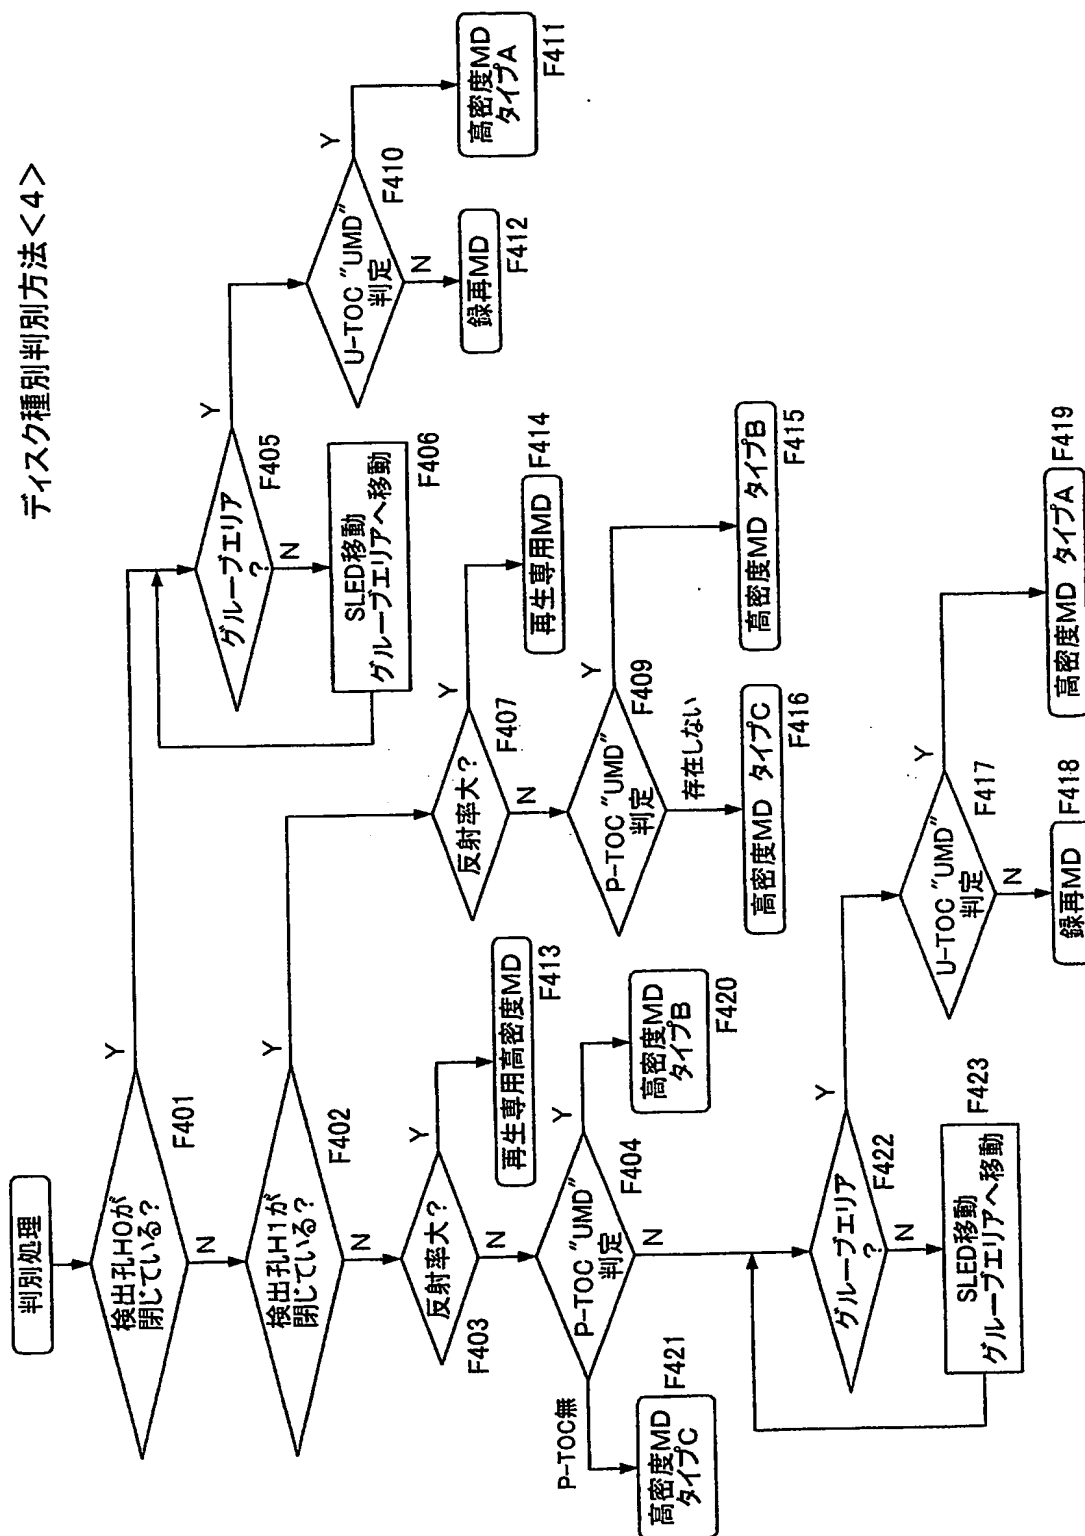 ディスク種別判別方法<4>
判別処理
検出孔H0が
閉じている?
F401
Y
N
検出孔H1が
閉じている?
F402
Y
N
反射率大?
F403
Y
N
再生専用高密度MD
F413
P-TOC "UMD"
判定
F404
Y
N
P-TOC無
高密度MD
タイプB
F420
高密度MD
タイプC
F421
グルーブエリア
?
F422
Y
N
SLED移動
グルーブエリアへ移動
F423
U-TOC "UMD"
判定
F417
Y
N
録再MD
F418
高密度MD タイプA
F419
反射率大?
F407
Y
N
再生専用MD
F414
P-TOC "UMD"
判定
F409
Y
存在しない
高密度MD タイプB
F415
高密度MD タイプC
F416
グルーブエリア
?
F405
Y
N
SLED移動
グルーブエリアへ移動
F406
U-TOC "UMD"
判定
F410
Y
N
高密度MD
タイプA
F411
録再MD
F412